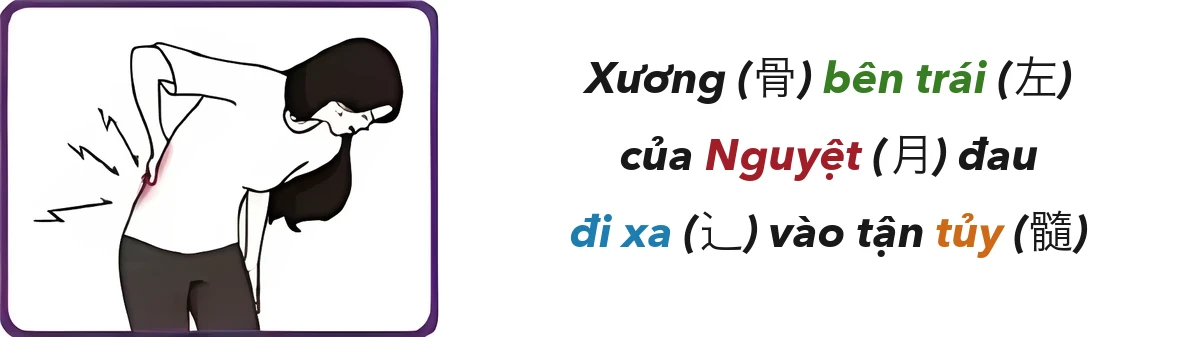 Xương (骨) bên trái (左)
của Nguyệt (月) đau
đi xa (辶) vào tận tủy (髓)